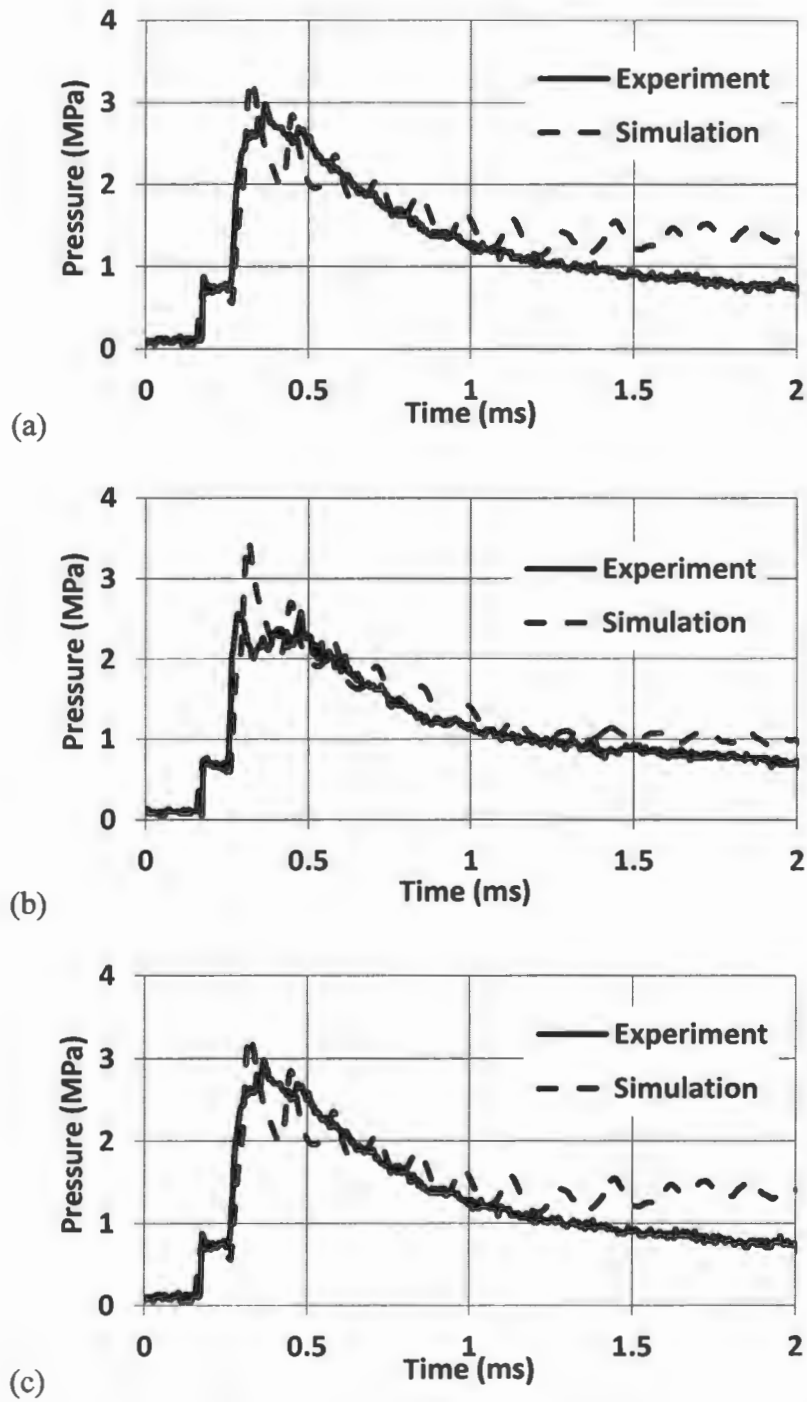 4
Experiment
3
Simulation
2
Pressure (MPa)
1
0
0 0.5 1 1.5 2
Time (ms)
(a)
4
Experiment
3
Simulation
2
Pressure (MPa)
1
0
0 0.5 1 1.5 2
Time (ms)
(b)
4
Experiment
3
Simulation
2
Pressure (MPa)
1
0
0 0.5 1 1.5 2
Time (ms)
(c)